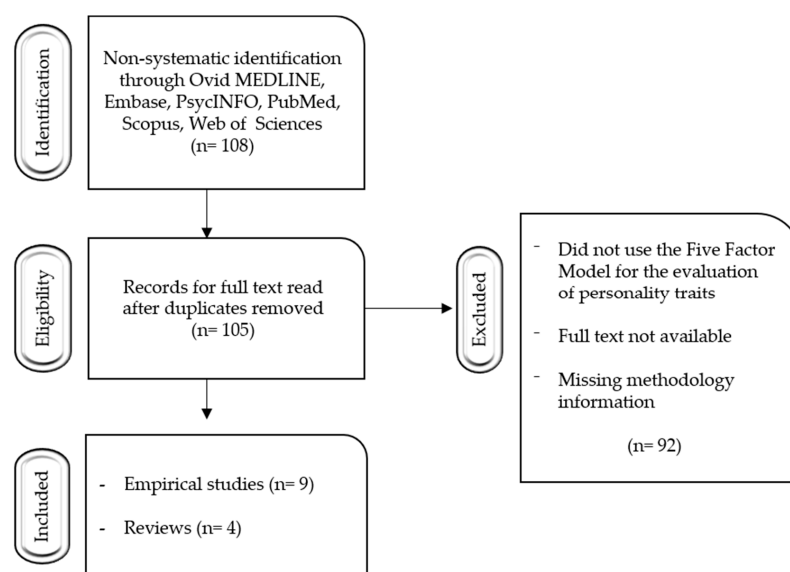 Identification
Non-systematic identification
through Ovid MEDLINE,
Embase, PsycINFO, PubMed,
Scopus, Web of Sciences
(n= 108)
Eligibility
Records for full text read
after duplicates removed
(n= 105)
Excluded
- Did not use the Five Factor
Model for the evaluation
of personality traits
- Full text not available
- Missing methodology
information
(n= 92)
Included
- Empirical studies (n= 9)
- Reviews (n= 4)